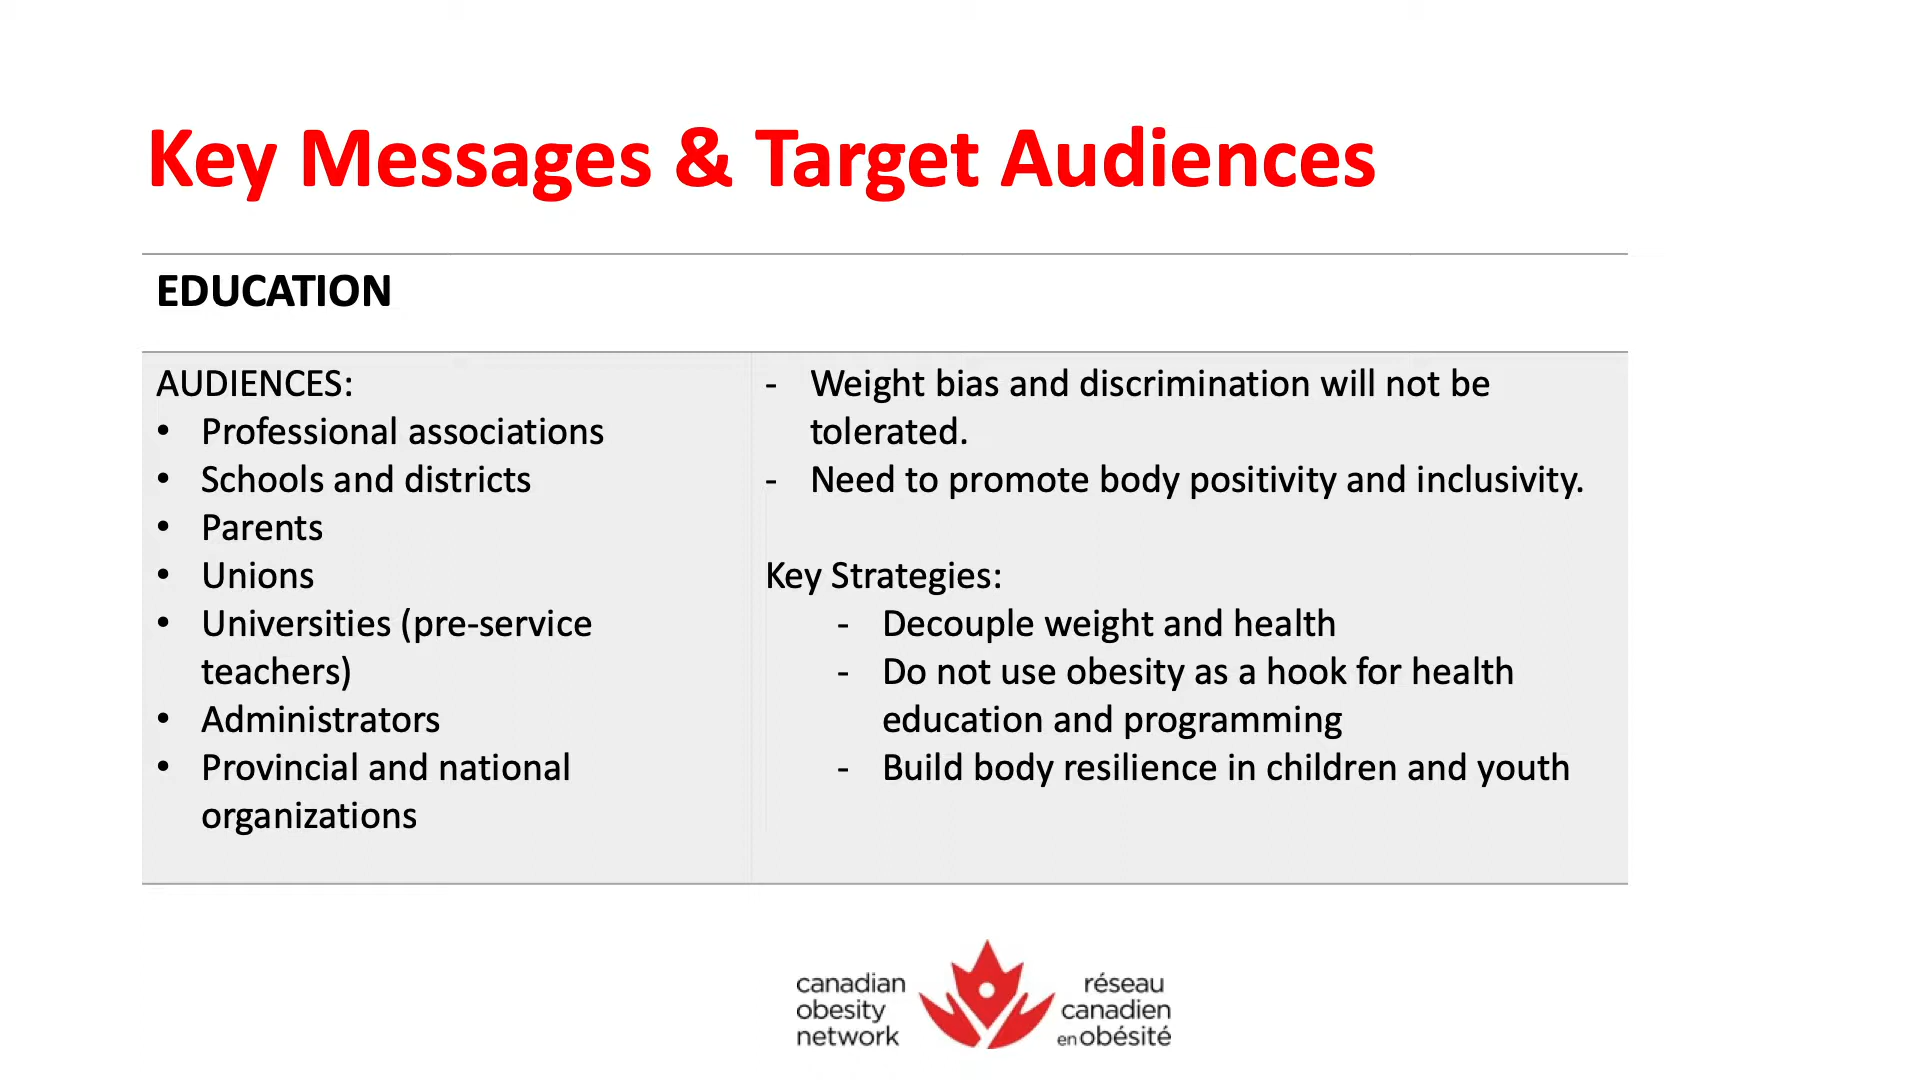 Key Messages & Target Audiences
EDUCATION
AUDIENCES:
• Professional associations
• Schools and districts
• Parents
• Unions
• Universities (pre-service
teachers)
• Administrators
• Provincial and national
organizations
- Weight bias and discrimination will not be
tolerated.
- Need to promote body positivity and inclusivity.
Key Strategies:
- Decouple weight and health
- Do not use obesity as a hook for health
education and programming
- Build body resilience in children and youth
canadian
obesity
network
réseau
canadien
en obésité